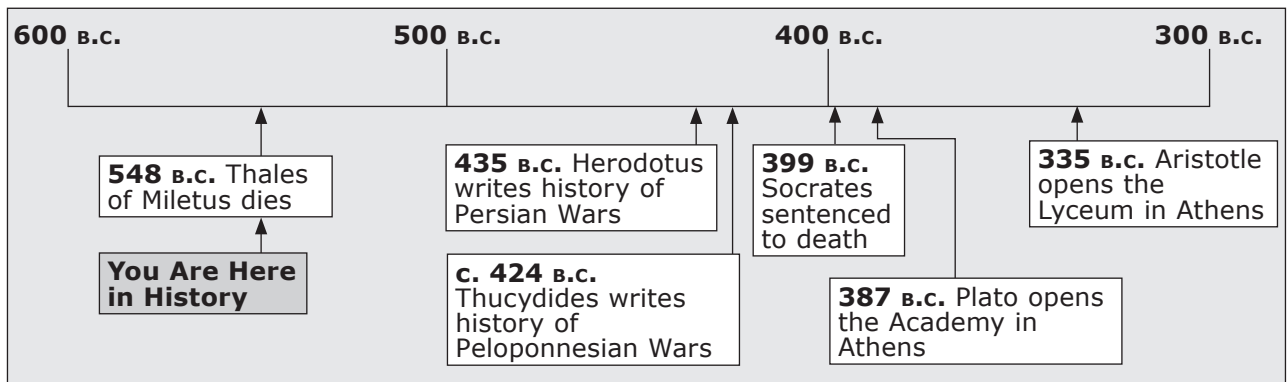 600 B.C.
500 B.C.
400 B.C.
300 B.C.
548 B.C. Thales
of Miletus dies
You Are Here
in History
435 B.C. Herodotus
writes history of
Persian Wars
c. 424 B.C.
Thucydides writes
history of
Peloponnesian Wars
399 B.C.
Socrates
sentenced
to death
387 B.C. Plato opens
the Academy in
Athens
335 B.C. Aristotle
opens the
Lyceum in Athens